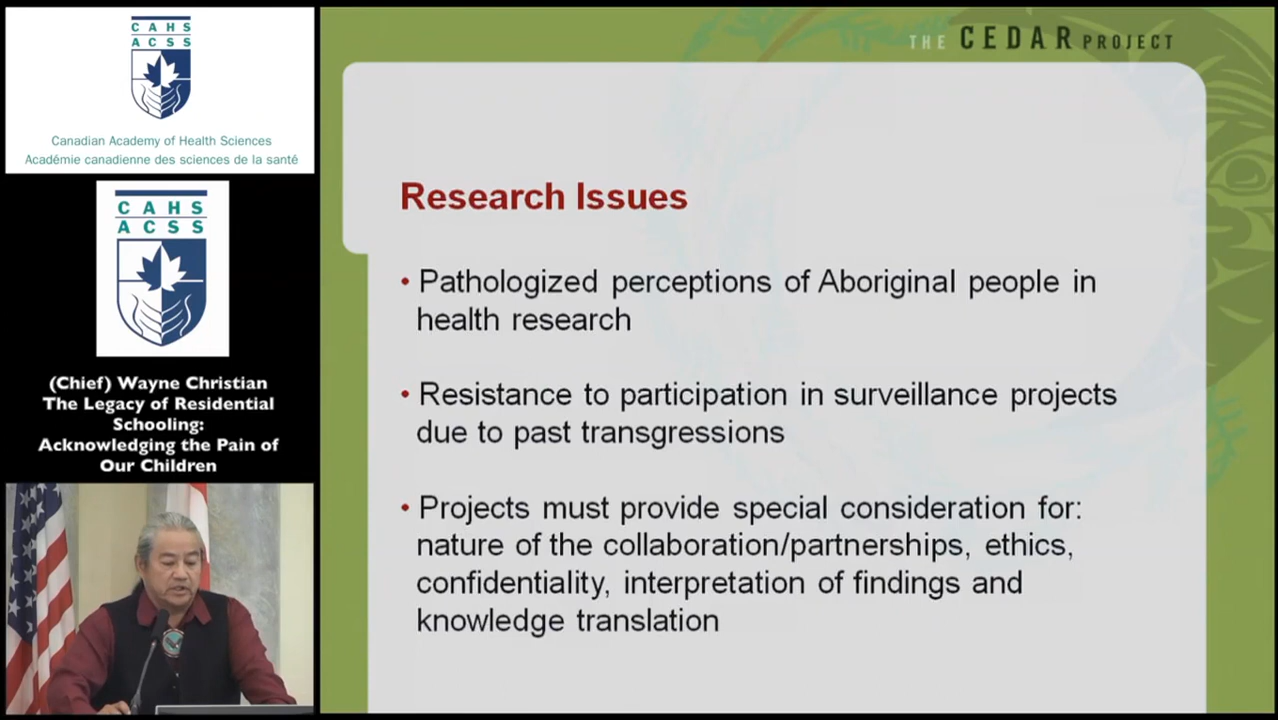 CAHS
ACSS
Canadian Academy of Health Sciences
Académie canadienne des sciences de la santé
CAHS
ACSS
(Chief) Wayne Christian
The Legacy of Residential
Schooling:
Acknowledging the Pain of
Our Children
THE CEDAR PROJECT
Research Issues
• Pathologized perceptions of Aboriginal people in
health research
• Resistance to participation in surveillance projects
due to past transgressions
• Projects must provide special consideration for:
nature of the collaboration/partnerships, ethics,
confidentiality, interpretation of findings and
knowledge translation